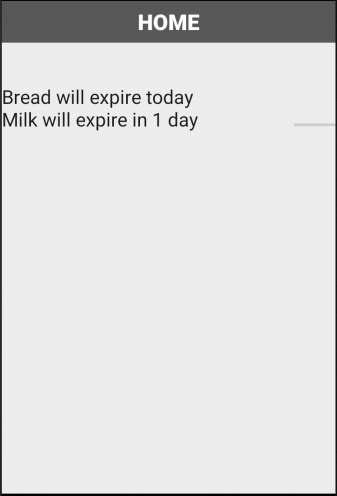 HOME
Bread will expire today
Milk will expire in 1 day